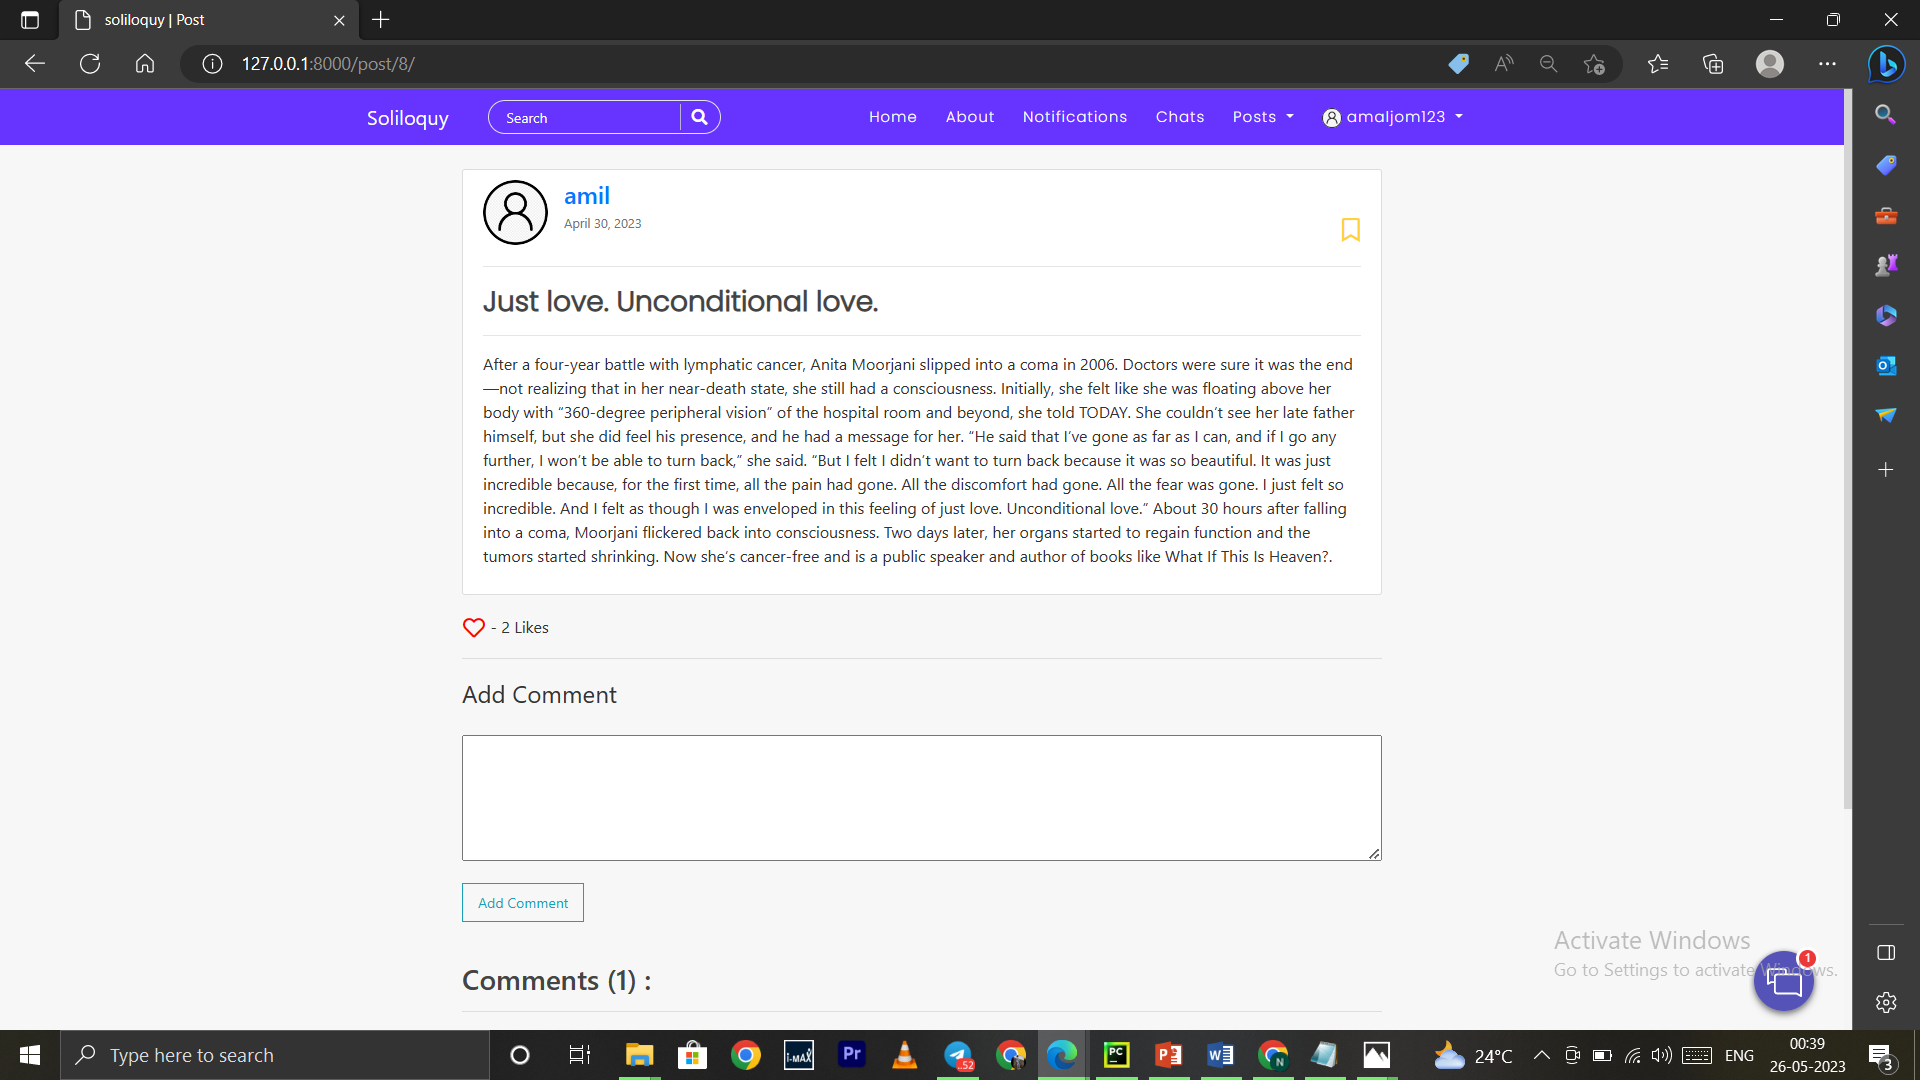 soliloquy | Post
127.0.0.1:8000/post/8/
Soliloquy
Search
Home
About
Notifications
Chats
Posts
amaljom123
amil
April 30, 2023
Just love. Unconditional love.
After a four-year battle with lymphatic cancer, Anita Moorjani slipped into a coma in 2006. Doctors were sure it was the end
—not realizing that in her near-death state, she still had a consciousness. Initially, she felt like she was floating above her
body with “360-degree peripheral vision” of the hospital room and beyond, she told TODAY. She couldn’t see her late father
himself, but she did feel his presence, and he had a message for her. “He said that I’ve gone as far as I can, and if I go any
further, I won’t be able to turn back,” she said. “But I felt I didn’t want to turn back because it was so beautiful. It was just
incredible because, for the first time, all the pain had gone. All the discomfort had gone. All the fear was gone. I just felt so
incredible. And I felt as though I was enveloped in this feeling of just love. Unconditional love.” About 30 hours after falling
into a coma, Moorjani flickered back into consciousness. Two days later, her organs started to regain function and the
tumors started shrinking. Now she’s cancer-free and is a public speaker and author of books like What If This Is Heaven?.
- 2 Likes
Add Comment
Add Comment
Comments (1) :
Activate Windows
Go to Settings to activate Windows.
1
Type here to search
i-MAX
Pr
..52
PC
P
W
N
24°C
ENG
00:39
26-05-2023
3